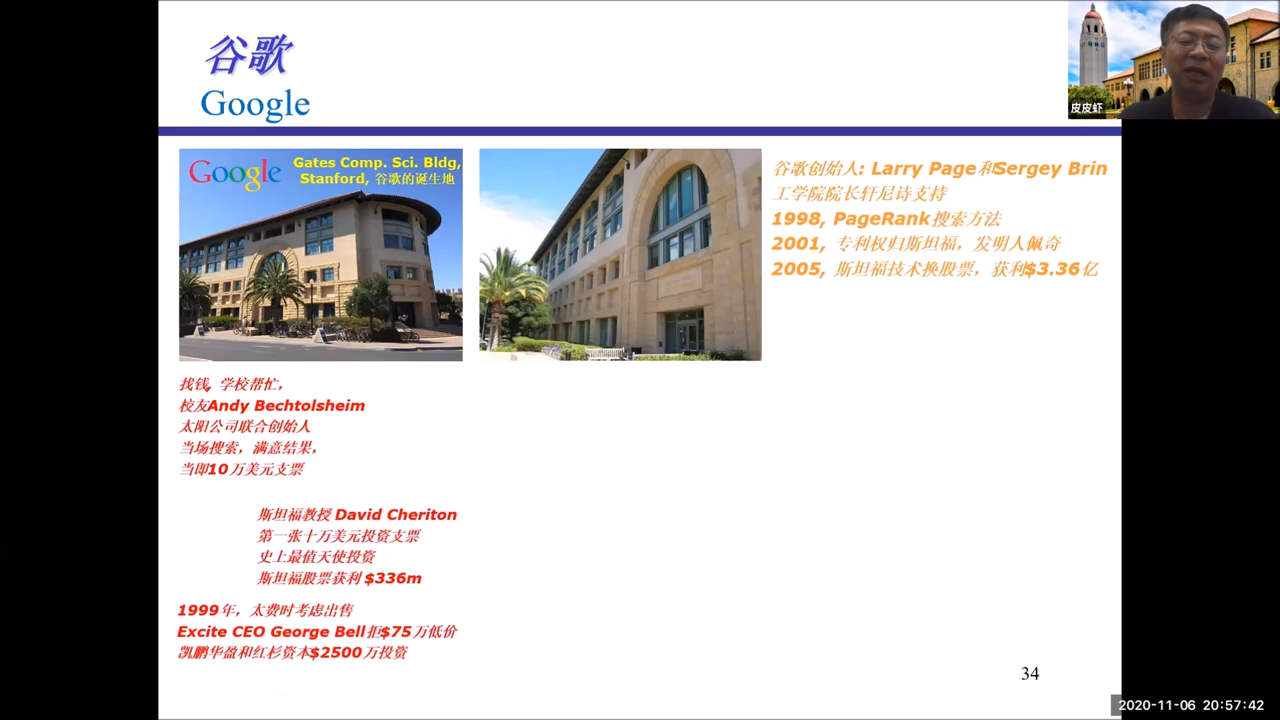 谷歌
Google
皮皮虾
Google
Gates Comp. Sci. Bldg,
Stanford, 谷歌的诞生地
谷歌创始人: Larry Page和Sergey Brin
工学院院长轩尼诗支持
1998, PageRank搜索方法
2001, 专利权归斯坦福，发明人佩奇
2005, 斯坦福技术换股票，获利$3.36亿
找钱, 学校帮忙，
校友Andy Bechtolsheim
太阳公司联合创始人
当场搜索，满意结果，
当即10万美元支票
斯坦福教授 David Cheriton
第一张十万美元投资支票
史上最值天使投资
斯坦福股票获利 $336m
1999年，太费时考虑出售
Excite CEO George Bell拒$75万低价
凯鹏华盈和红杉资本$2500万投资
34
2020-11-06 20:57:42